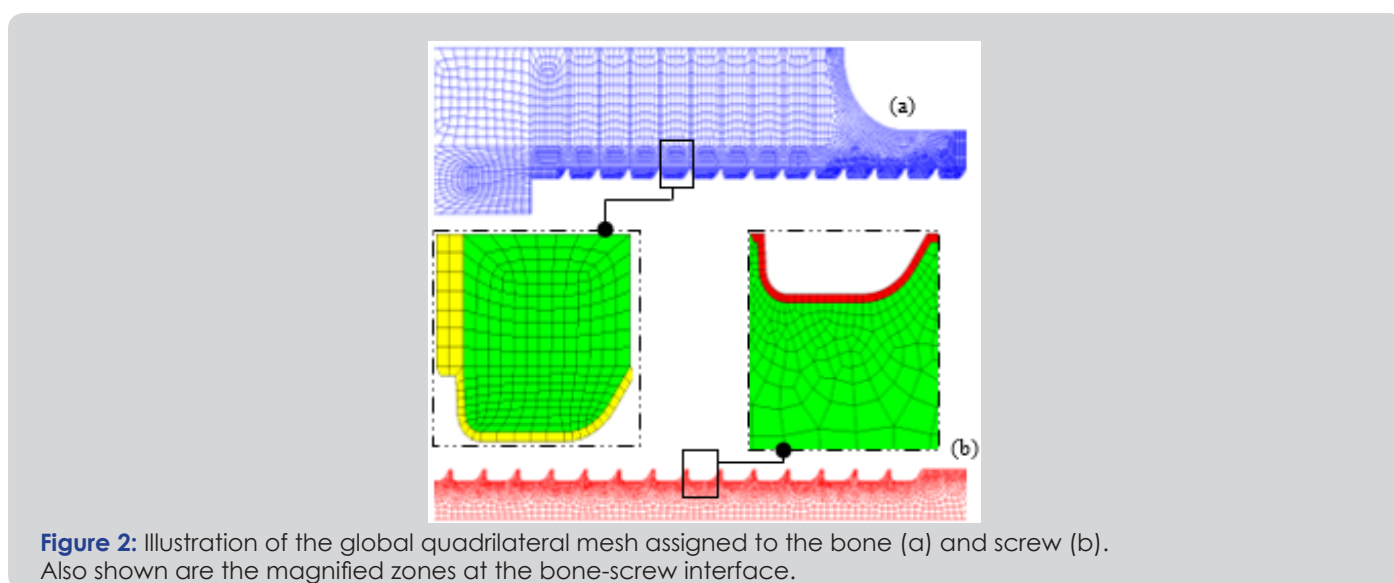 (a)
(b)
Figure 2: Illustration of the global quadrilateral mesh assigned to the bone (a) and screw (b).
Also shown are the magnified zones at the bone-screw interface.